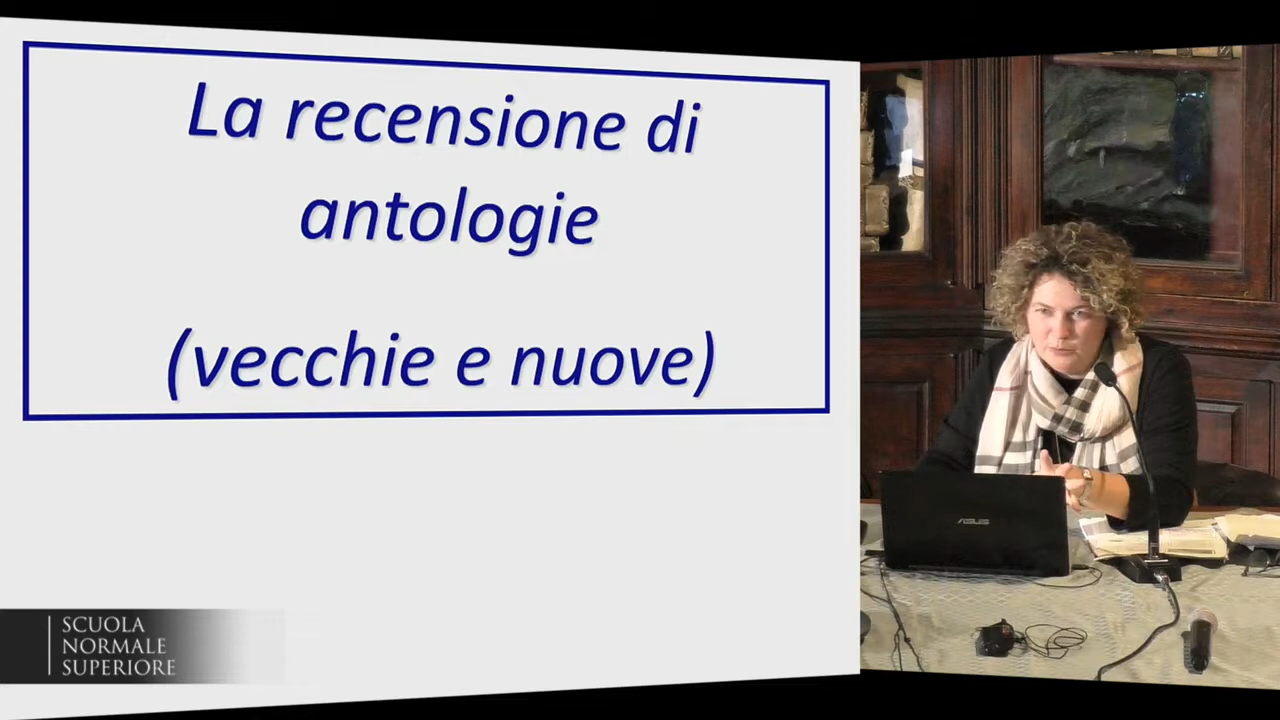 La recensione di
antologie
(vecchie e nuove)
SCUOLA
NORMALE
SUPERIORE
ASUS